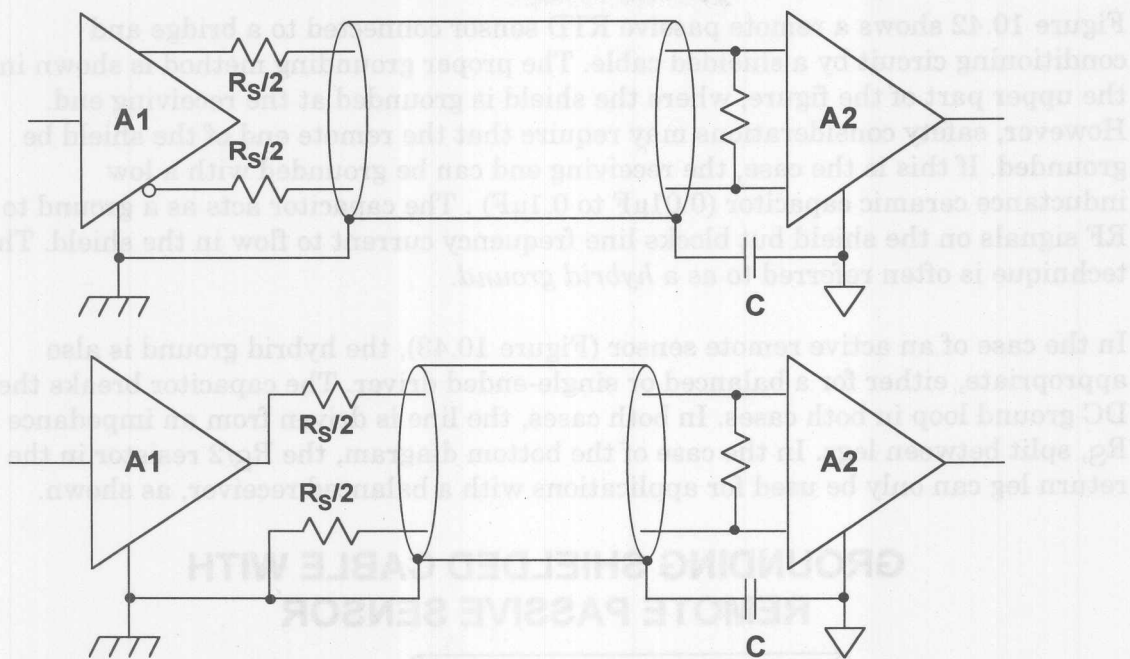 A1
R_S/2
R_S/2
A2
C
A1
R_S/2
R_S/2
A2
C
Figure 10.42 shows a remote passive RTD sensor connected to a bridge and
conditioning circuit by a shielded cable. The proper grounding method is shown in
the upper part of the figure, where the shield is grounded at the receiving end.
However, safety considerations may require that the remote end of the shield be
grounded. If this is the case, the receiving end can be grounded with a low
inductance ceramic capacitor (0.01µF to 0.1µF) . The capacitor acts as a ground to
RF signals on the shield but blocks line frequency current to flow in the shield.
technique is often referred to as a hybrid ground.
In the case of an active remote sensor (Figure 10.43), the hybrid ground is also
appropriate, either for a balanced or single-ended driver. The capacitor breaks the
DC ground loop in both cases. In both cases, the line is driven from an impedance
R_S, split between legs. In the case of the bottom diagram, the R_S/2 resistor in the
return leg can only be used for applications with a balanced receiver, as shown.
GROUNDING SHIELDED CABLE WITH
REMOTE PASSIVE SENSOR